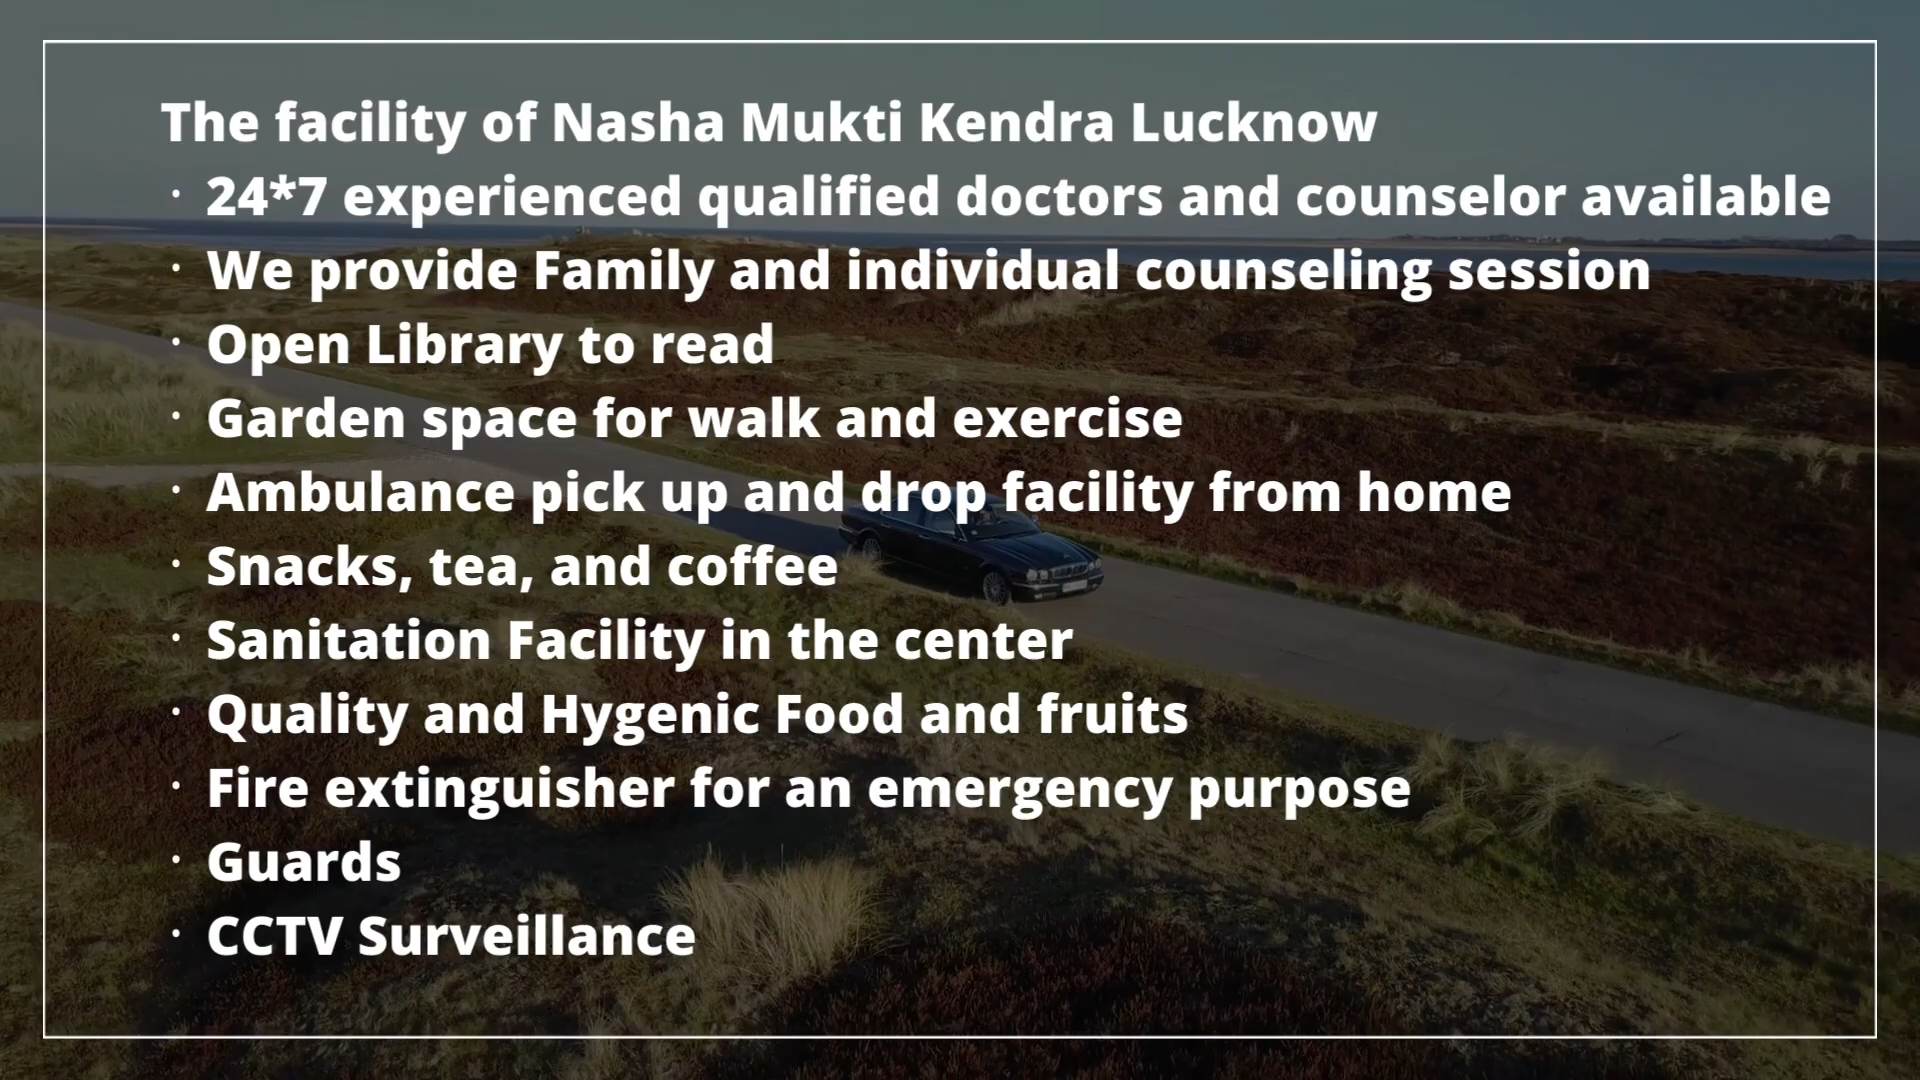 The facility of Nasha Mukti Kendra Lucknow
· 24*7 experienced qualified doctors and counselor available
· We provide Family and individual counseling session
· Open Library to read
· Garden space for walk and exercise
· Ambulance pick up and drop facility from home
· Snacks, tea, and coffee
· Sanitation Facility in the center
· Quality and Hygenic Food and fruits
· Fire extinguisher for an emergency purpose
· Guards
· CCTV Surveillance